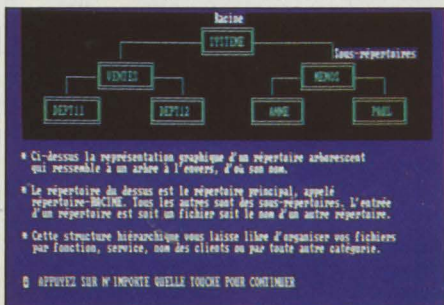 Racine
SYSTEME
Sous-répertoires
VENTES
MEMOS
DEPT11
DEPT12
ANNE
PAUL
* Ci-dessus la représentation graphique d'un répertoire arborescent
qui ressemble à un arbre à l'envers, d'où son nom.
* Le répertoire du dessus est le répertoire principal, appelé
répertoire-RACINE. Tous les autres sont des sous-répertoires. L'entrée
d'un répertoire est soit un fichier soit le nom d'un autre répertoire.
* Cette structure hiérarchique vous laisse libre d'organiser vos fichiers
par fonction, service, nom des clients ou par toute autre catégorie.
APPUYEZ SUR N'IMPORTE QUELLE TOUCHE POUR CONTINUER